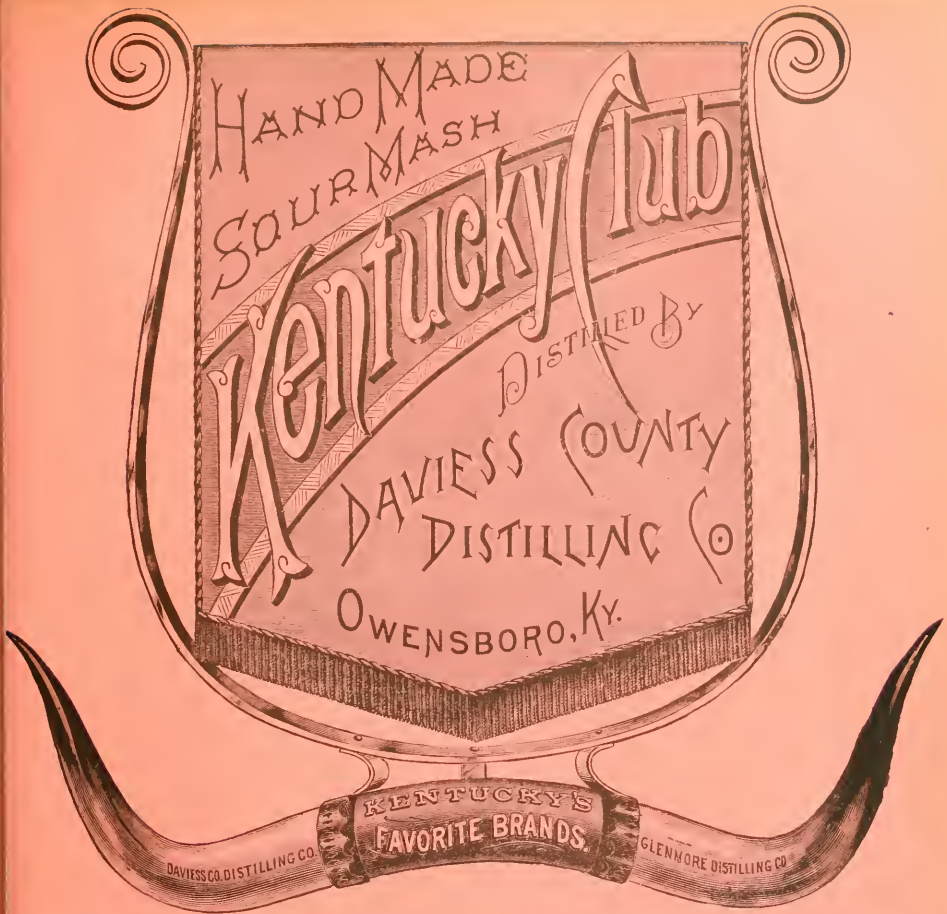 HAND MADE
SOUR MASH
Kentucky Club
DISTILLED BY
DAVIESS COUNTY
DISTILLING CO
OWENSBORO, KY.
KENTUCKY'S
FAVORITE BRANDS.
DAVIESS CO. DISTILLING CO.
GLENMORE DISTILLING CO